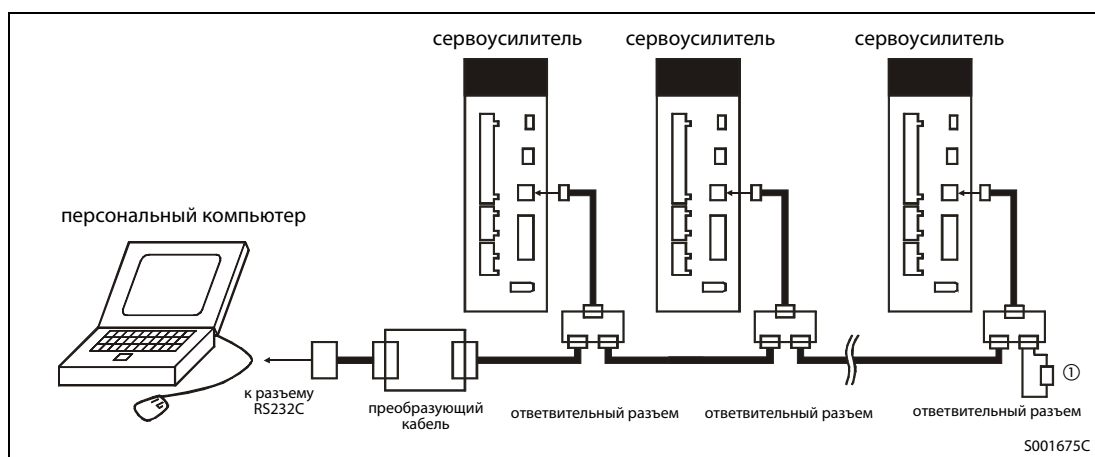 сервоусилитель сервоусилитель сервоусилитель
персональный компьютер
к разъему
RS232C
преобразующий
кабель
ответвительный разъем ответвительный разъем ответвительный разъем
①
S001675C